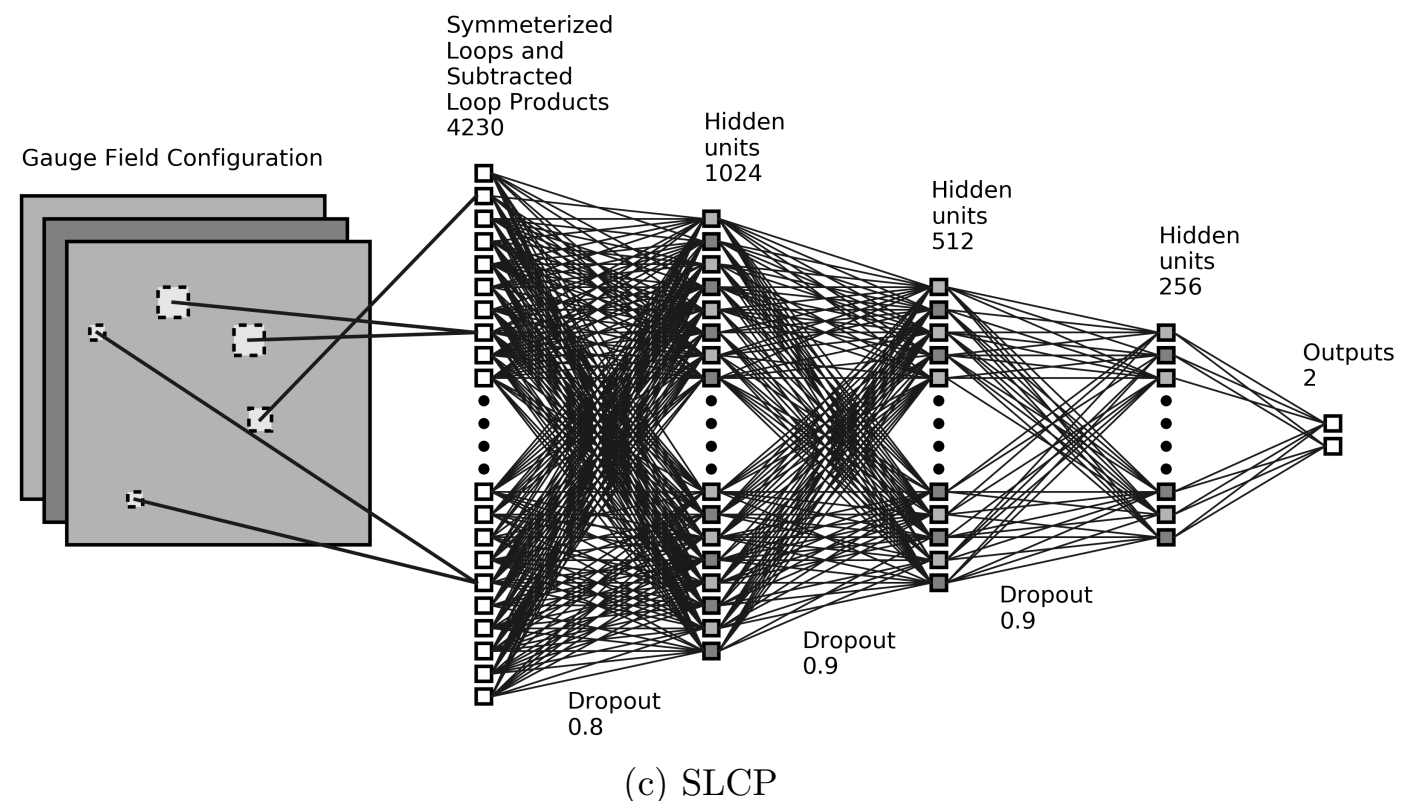 Symmeterized
Loops and
Subtracted
Loop Products
4230
Hidden
units
1024
Gauge Field Configuration
Hidden
units
512
Hidden
units
256
Outputs
2
Dropout
0.9
Dropout
0.9
Dropout
0.8
(c) SLCP